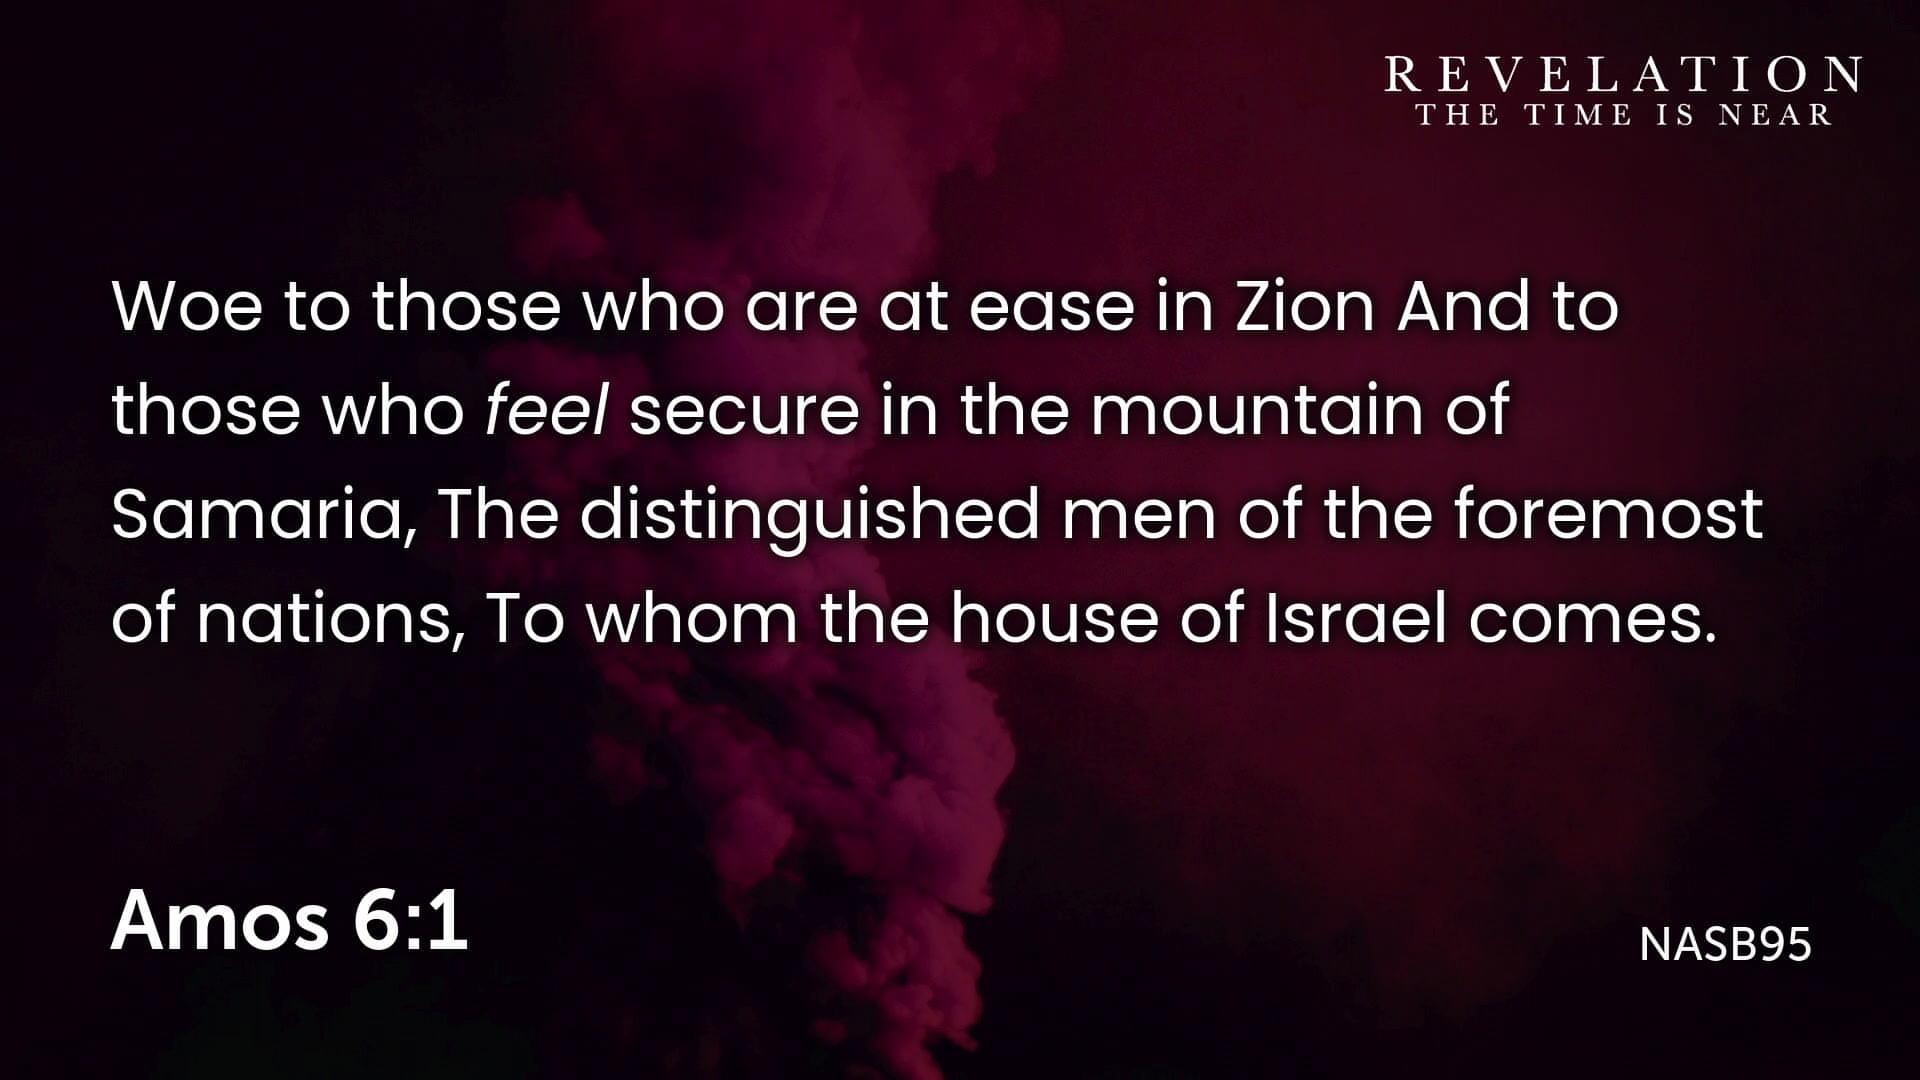 REVELATION
THE TIME IS NEAR
Woe to those who are at ease in Zion And to
those who feel secure in the mountain of
Samaria, The distinguished men of the foremost
of nations, To whom the house of Israel comes.
Amos 6:1
NASB95